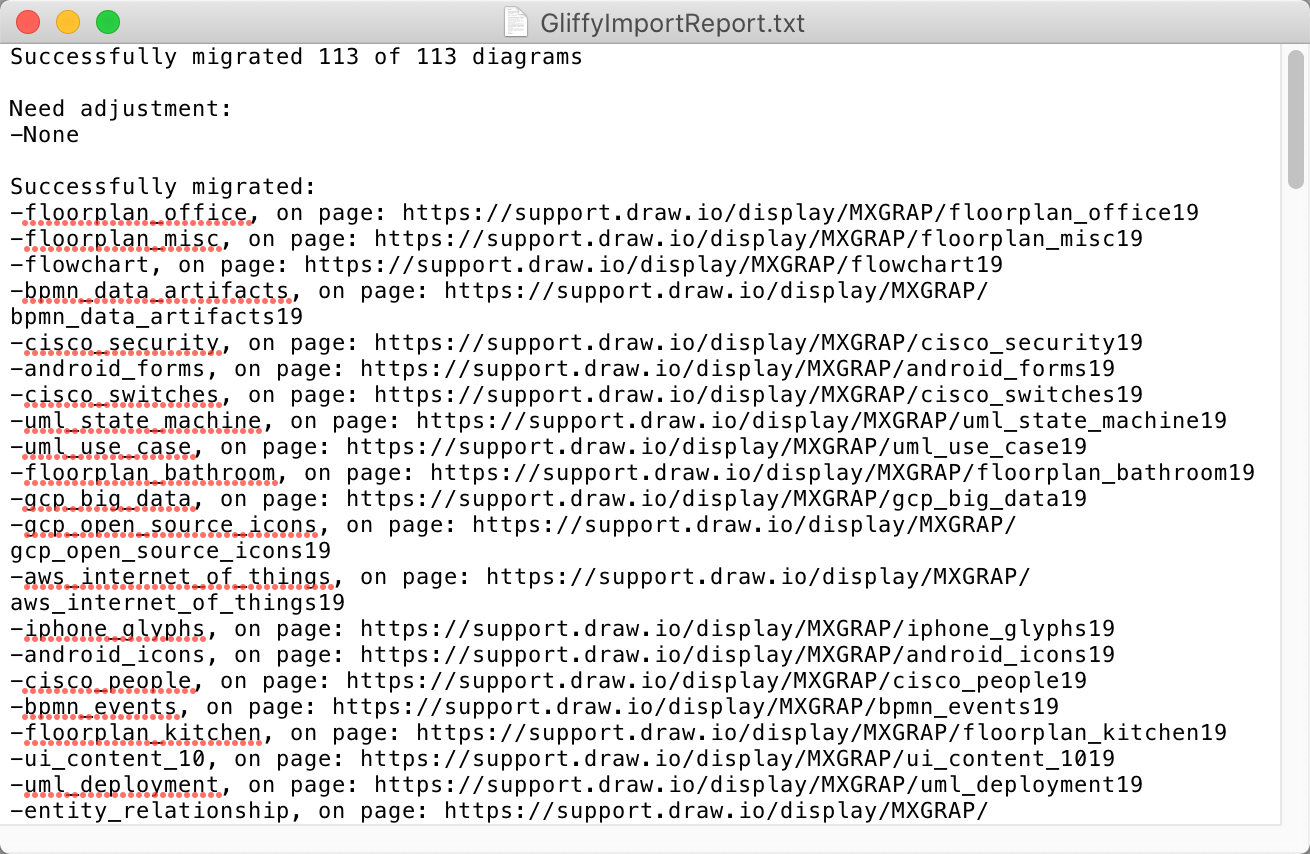 GliffyImportReport.txt
Successfully migrated 113 of 113 diagrams
Need adjustment:
-None
Successfully migrated:
-floorplan_office, on page: https://support.draw.io/display/MXGRAP/floorplan_office19
-floorplan_misc, on page: https://support.draw.io/display/MXGRAP/floorplan_misc19
-flowchart, on page: https://support.draw.io/display/MXGRAP/flowchart19
-bpmn_data_artifacts, on page: https://support.draw.io/display/MXGRAP/
bpmn_data_artifacts19
-cisco_security, on page: https://support.draw.io/display/MXGRAP/cisco_security19
-android_forms, on page: https://support.draw.io/display/MXGRAP/android_forms19
-cisco_switches, on page: https://support.draw.io/display/MXGRAP/cisco_switches19
-uml_state_machine, on page: https://support.draw.io/display/MXGRAP/uml_state_machine19
-uml_use_case, on page: https://support.draw.io/display/MXGRAP/uml_use_case19
-floorplan_bathroom, on page: https://support.draw.io/display/MXGRAP/floorplan_bathroom19
-gcp_big_data, on page: https://support.draw.io/display/MXGRAP/gcp_big_data19
-gcp_open_source_icons, on page: https://support.draw.io/display/MXGRAP/
gcp_open_source_icons19
-aws_internet_of_things, on page: https://support.draw.io/display/MXGRAP/
aws_internet_of_things19
-iphone_glyphs, on page: https://support.draw.io/display/MXGRAP/iphone_glyphs19
-android_icons, on page: https://support.draw.io/display/MXGRAP/android_icons19
-cisco_people, on page: https://support.draw.io/display/MXGRAP/cisco_people19
-bpmn_events, on page: https://support.draw.io/display/MXGRAP/bpmn_events19
-floorplan_kitchen, on page: https://support.draw.io/display/MXGRAP/floorplan_kitchen19
-ui_content_10, on page: https://support.draw.io/display/MXGRAP/ui_content_1019
-uml_deployment, on page: https://support.draw.io/display/MXGRAP/uml_deployment19
-entity_relationship, on page: https://support.draw.io/display/MXGRAP/